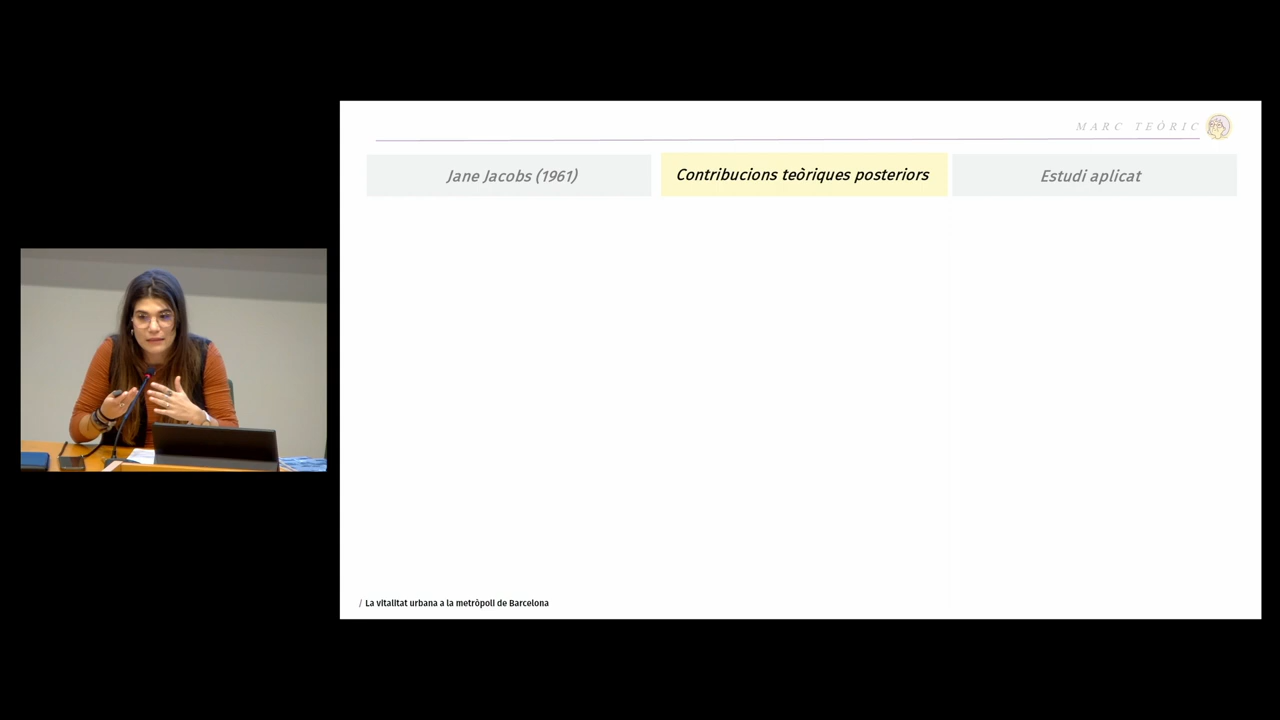 MARC TEÒRIC
Jane Jacobs (1961)
Contribucions teòriques posteriors
Estudi aplicat
/ La vitalitat urbana a la metròpoli de Barcelona